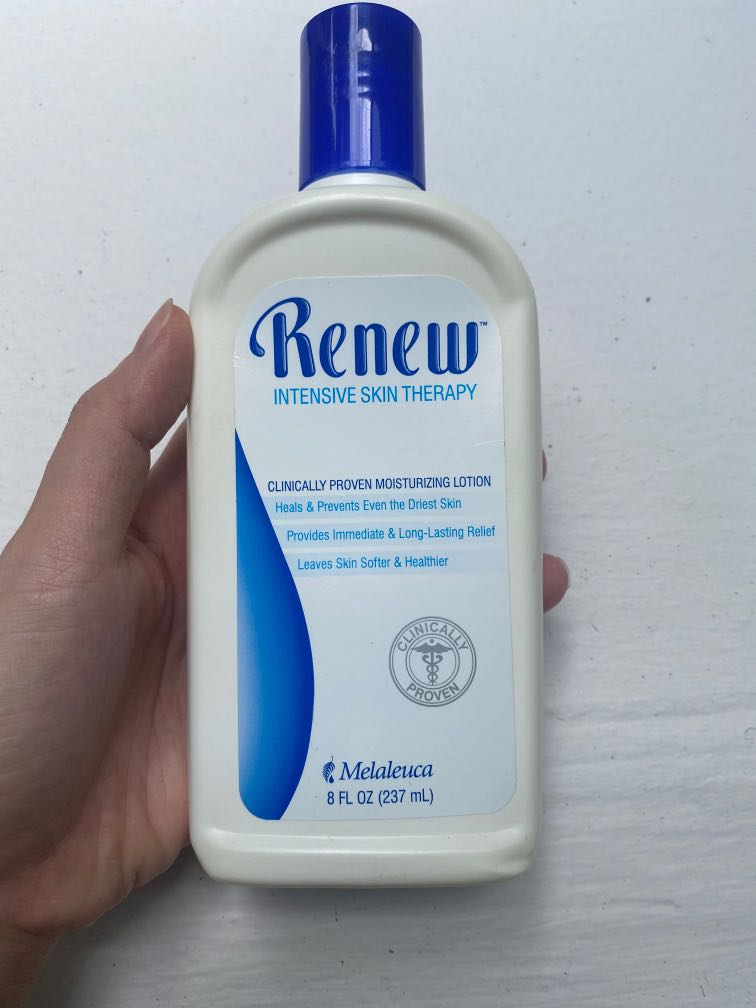 Renew™
INTENSIVE SKIN THERAPY
CLINICALLY PROVEN MOISTURIZING LOTION
Heals & Prevents Even the Driest Skin
Provides Immediate & Long-Lasting Relief
Leaves Skin Softer & Healthier
CLINICALLY
PROVEN
Melaleuca
8 FL OZ (237 mL)